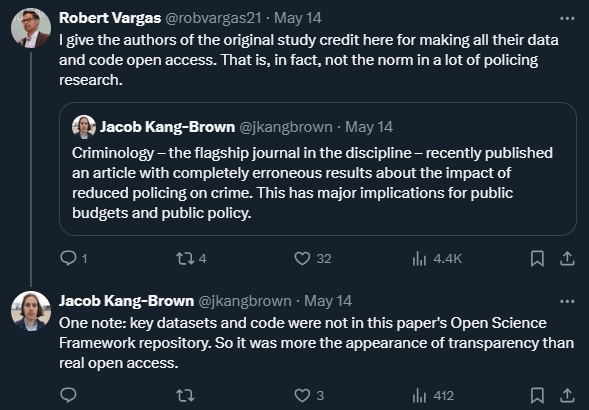 Robert Vargas @robvargas21 · May 14
I give the authors of the original study credit here for making all their data
and code open access. That is, in fact, not the norm in a lot of policing
research.
Jacob Kang-Brown @jkangbrown · May 14
Criminology – the flagship journal in the discipline – recently published
an article with completely erroneous results about the impact of
reduced policing on crime. This has major implications for public
budgets and public policy.
1 4 32 4.4K
Jacob Kang-Brown @jkangbrown · May 14
One note: key datasets and code were not in this paper's Open Science
Framework repository. So it was more the appearance of transparency than
real open access.
3 412